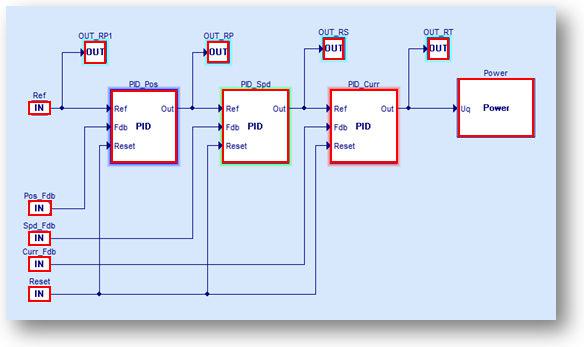 OUT_RP1
OUT_RP
OUT_RS
OUT_RT
OUT
OUT
OUT
OUT
Ref
IN
PID_Pos
Ref
Out
Fdb
PID
Reset
PID_Spd
Ref
Out
Fdb
PID
Reset
PID_Curr
Ref
Out
Fdb
PID
Reset
Power
Uq
Power
Pos_Fdb
IN
Spd_Fdb
IN
Curr_Fdb
IN
Reset
IN